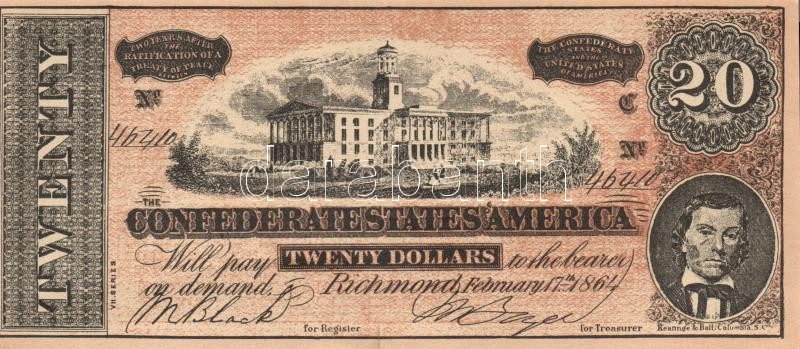 TWENTY
TWO YEARS AFTER
THE
RATIFICATION OF A
TREATY OF PEACE
BETWEEN
THE CONFEDERATE
STATES
AND THE
UNITED STATES
OF AMERICA
20
No
C
No
46410
46410
databanth
THE
CONFEDERATE STATES OF AMERICA
Will pay TWENTY DOLLARS to the bearer
on demand. Richmond, February 17th 1864
VII SERIES
for Register
for Treasurer
Keatinge & Ball, Columbia, S.C.